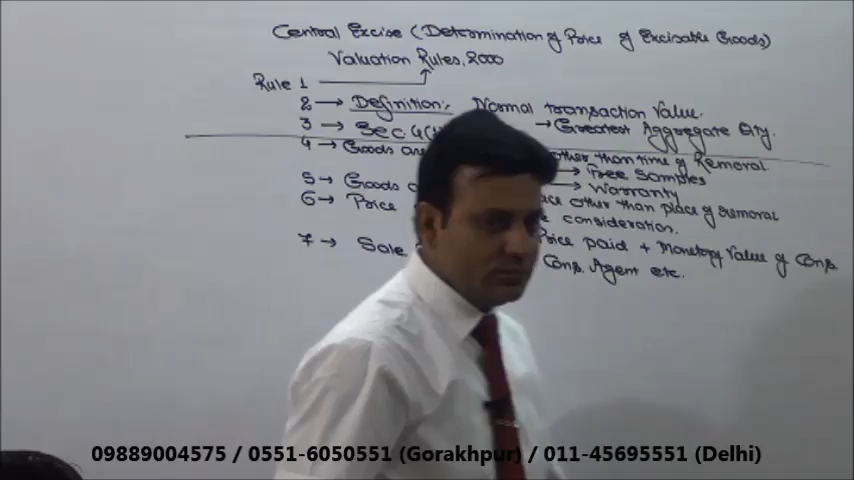 Central Excise (Determination of Price of Excisable Goods)
Valuation Rules, 2000
Rule 1
2 → Definition:- Normal transaction Value.
3 → Sec 4(1) → Greatest Aggregate Qty.
4 → Goods are other than time of Removal
→ Free Samples
→ Warranty
5 → Goods other than place of removal
6 → Price consideration.
Price paid + Monetary Value of Cons.
7 → Sale Cons. Agent etc.
09889004575 / 0551-6050551 (Gorakhpur) / 011-45695551 (Delhi)